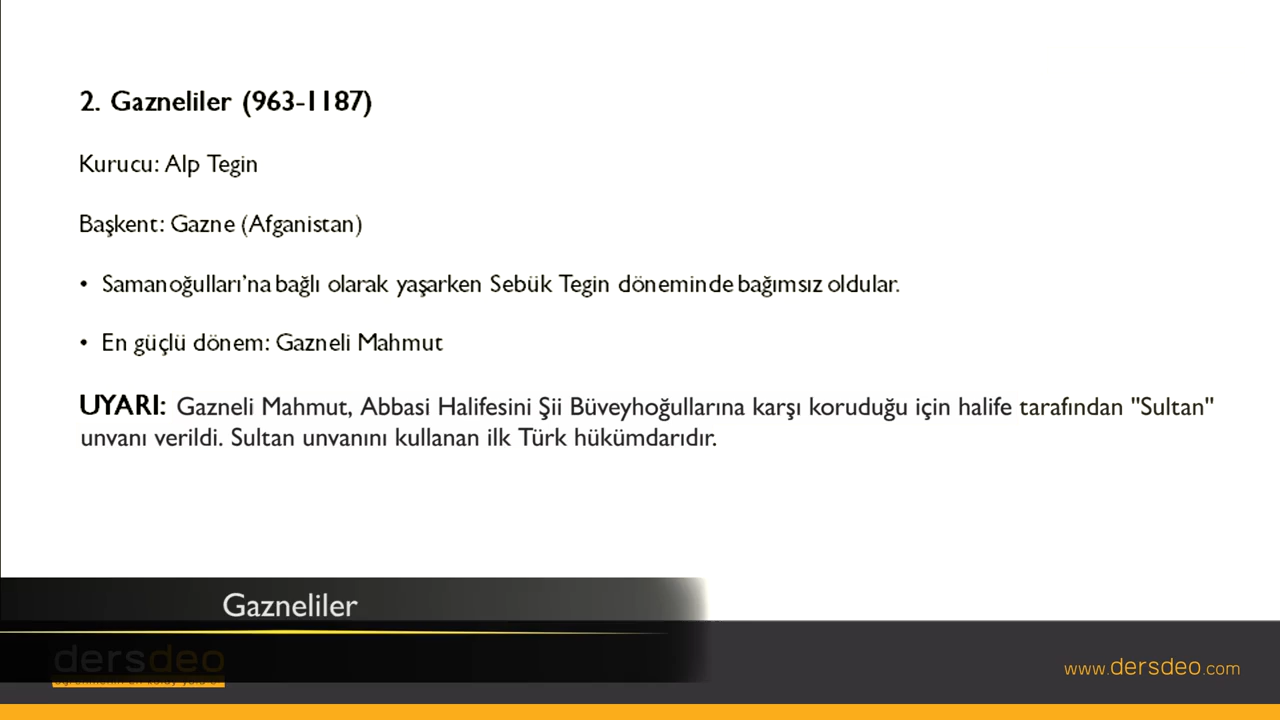 2. Gazneliler (963-1187)
Kurucu: Alp Tegin
Başkent: Gazne (Afganistan)
• Samanoğulları'na bağlı olarak yaşarken Sebük Tegin döneminde bağımsız oldular.
• En güçlü dönem: Gazneli Mahmut
UYARI: Gazneli Mahmut, Abbasi Halifesini Şii Büveyhoğullarına karşı koruduğu için halife tarafından "Sultan"
unvanı verildi. Sultan unvanını kullanan ilk Türk hükümdarıdır.
Gazneliler
dersdeo
www.dersdeo.com